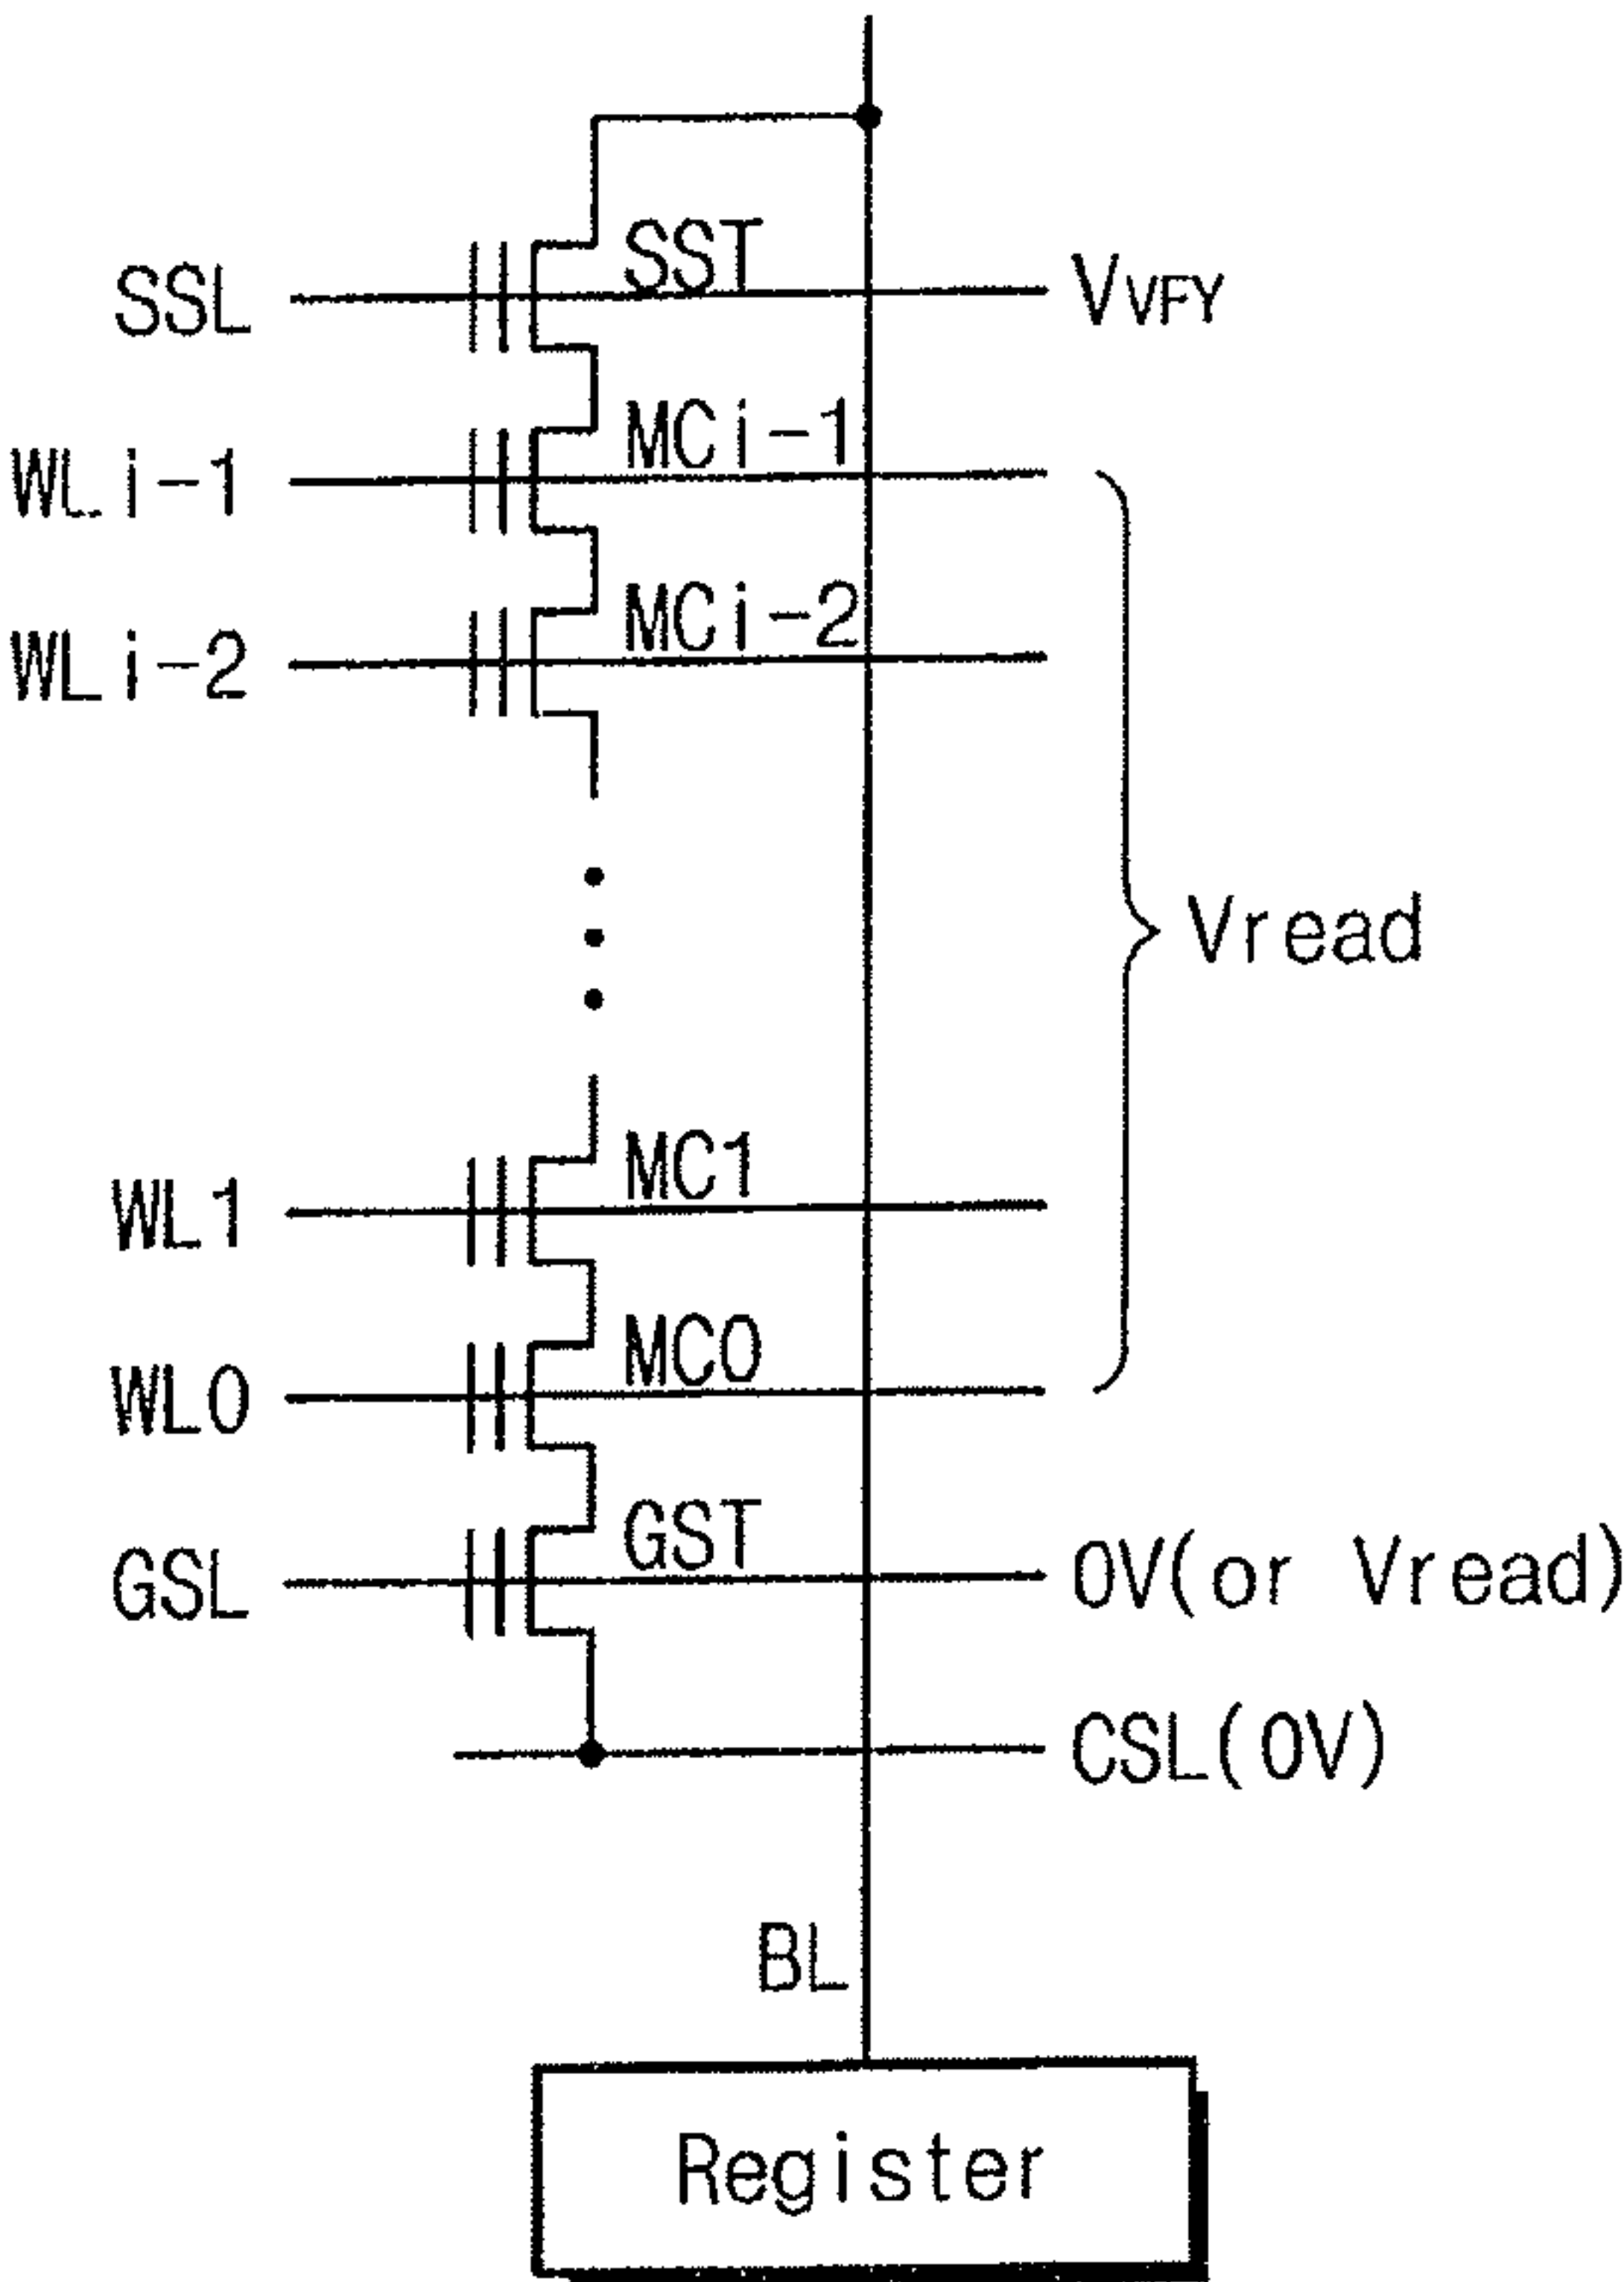 SST
SSL
VVFY
MCi-1
WLi-1
MCi-2
WLi-2
Vread
MC1
WL1
MC0
WL0
GST
GSL
0V(or Vread)
CSL(0V)
BL
Register